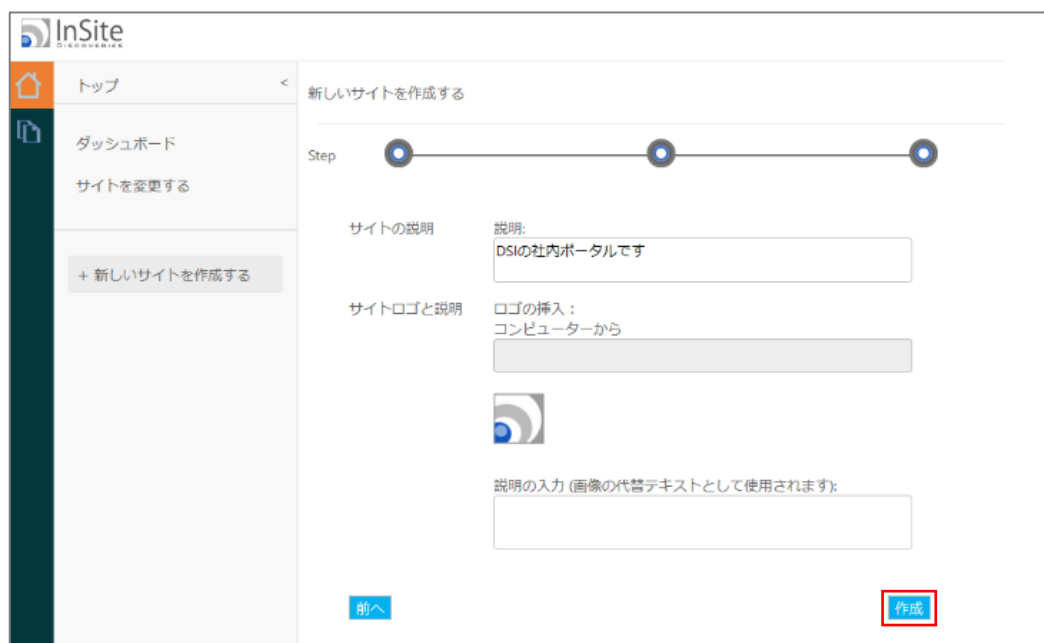 InSite
DISCOVERIES
トップ <
新しいサイトを作成する
ダッシュボード
サイトを変更する
+ 新しいサイトを作成する
Step
サイトの説明
説明:
DSIの社内ポータルです
サイトロゴと説明
ロゴの挿入：
コンピューターから
説明の入力 (画像の代替テキストとして使用されます):
前へ
作成